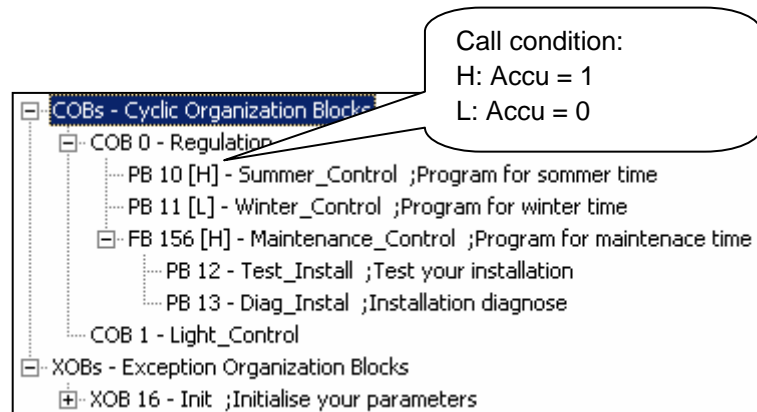 Call condition:
H: Accu = 1
L: Accu = 0
COBs - Cyclic Organization Blocks
COB 0 - Regulation
PB 10 [H] - Summer_Control ;Program for sommer time
PB 11 [L] - Winter_Control ;Program for winter time
FB 156 [H] - Maintenance_Control ;Program for maintenace time
PB 12 - Test_Install ;Test your installation
PB 13 - Diag_Instal ;Installation diagnose
COB 1 - Light_Control
XOBs - Exception Organization Blocks
XOB 16 - Init ;Initialise your parameters